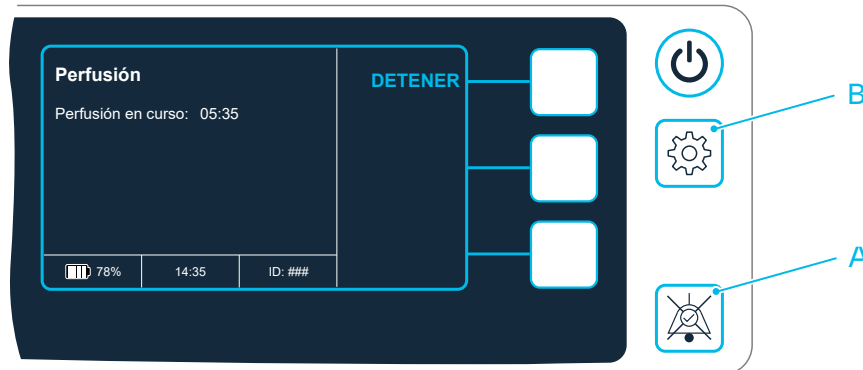 Perfusión
DETENER
Perfusión en curso: 05:35
78%
14:35
ID: ###
B
A